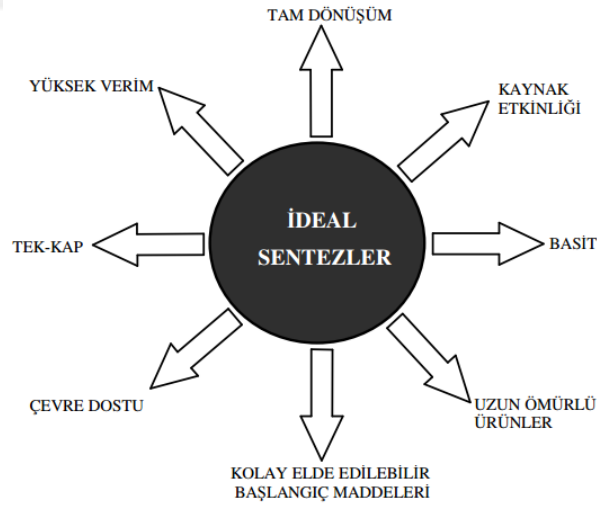 TAM DÖNÜŞÜM
YÜKSEK VERİM
KAYNAK
ETKİNLİĞİ
İDEAL
SENTEZLER
TEK-KAP
BASİT
ÇEVRE DOSTU
UZUN ÖMÜRLÜ
ÜRÜNLER
KOLAY ELDE EDİLEBİLİR
BAŞLANGIÇ MADDELERİ